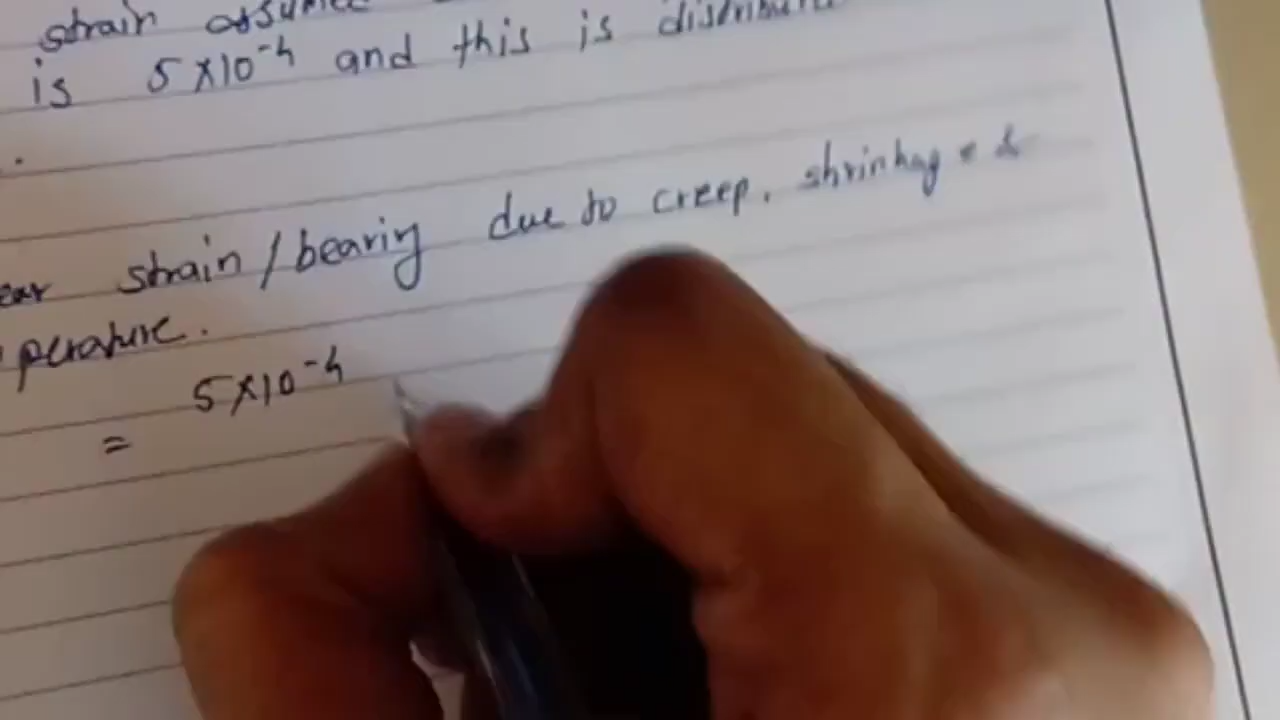 strain
is 5×10⁻⁴ and this is
.
strain/bearing due to creep, shrinkage &
perature.
= 5×10⁻⁴